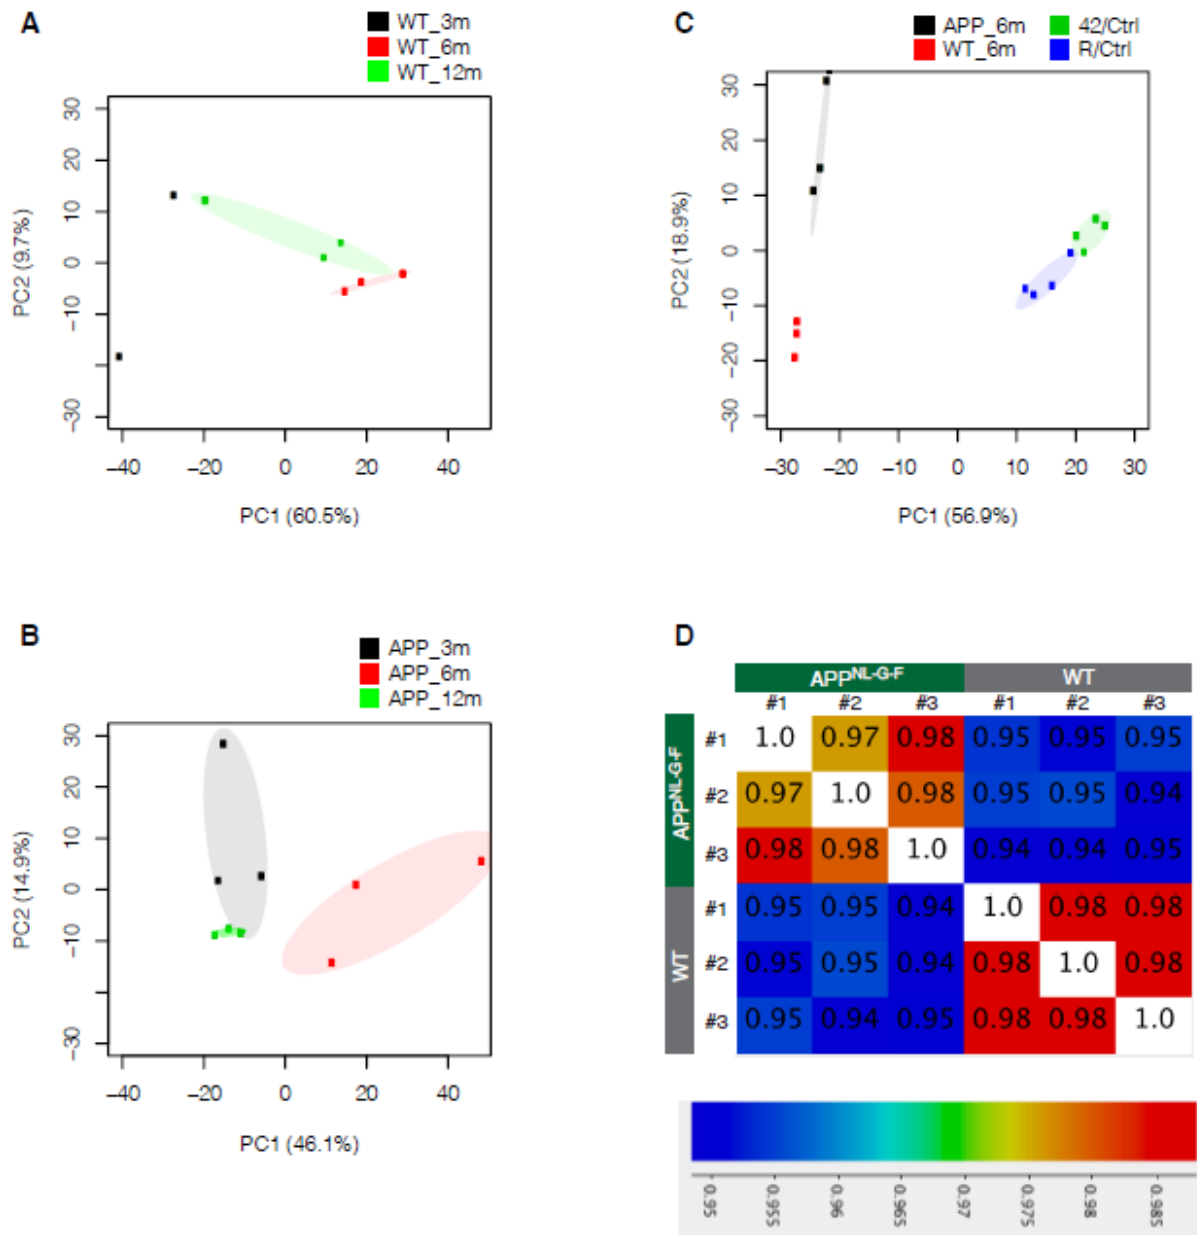 A
WT_3m
WT_6m
WT_12m
30
20
10
0
−10
−30
PC2 (9.7%)
−40 −20 0 20 40
PC1 (60.5%)
C
APP_6m 42/Ctrl
WT_6m R/Ctrl
30
20
10
0
−10
−20
−30
PC2 (18.9%)
−30 −20 −10 0 10 20 30
PC1 (56.9%)
B
APP_3m
APP_6m
APP_12m
30
20
10
0
−10
−30
PC2 (14.9%)
−40 −20 0 20 40
PC1 (46.1%)
D
APP^NL-G-F WT
#1 #2 #3 #1 #2 #3
APP^NL-G-F
#1 1.0 0.97 0.98 0.95 0.95 0.95
#2 0.97 1.0 0.98 0.95 0.95 0.94
#3 0.98 0.98 1.0 0.94 0.94 0.95
WT
#1 0.95 0.95 0.94 1.0 0.98 0.98
#2 0.95 0.95 0.94 0.98 1.0 0.98
#3 0.95 0.94 0.95 0.98 0.98 1.0
0.95 0.955 0.96 0.965 0.97 0.975 0.98 0.985